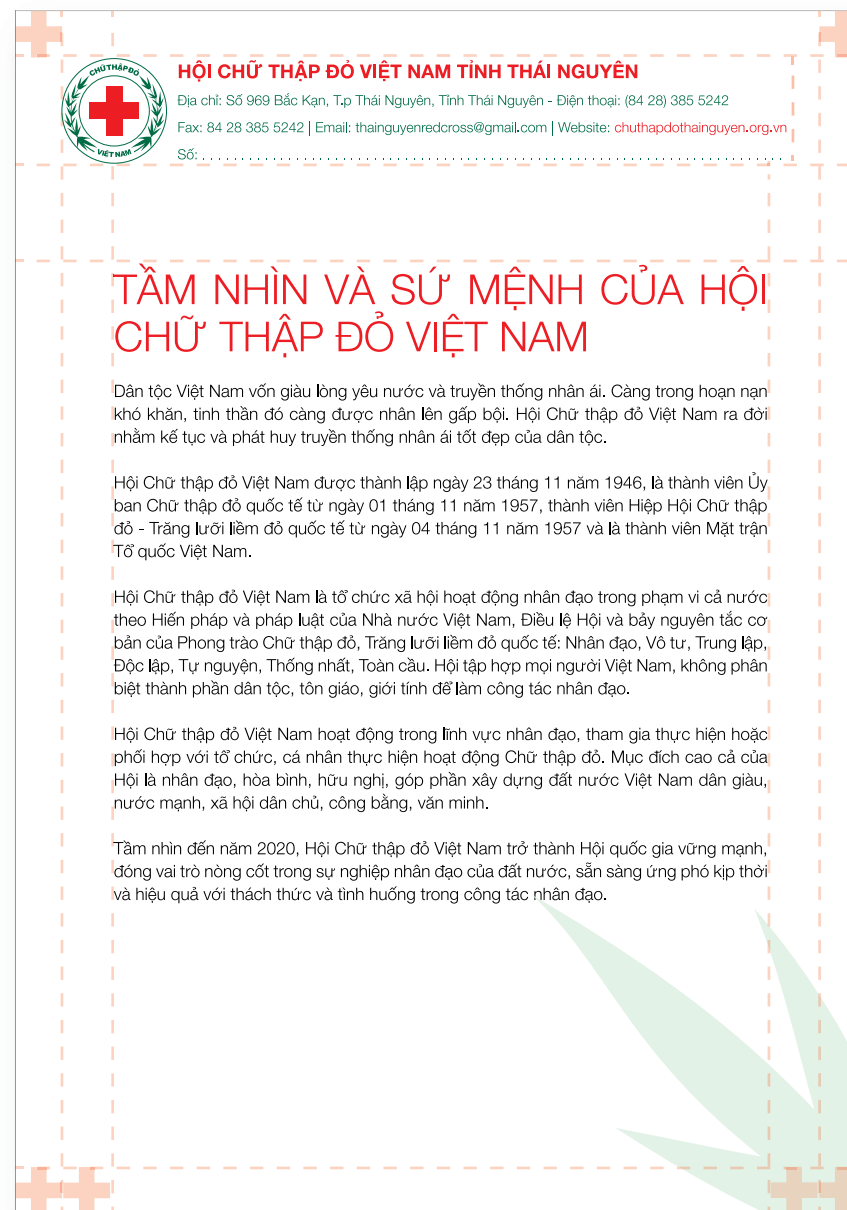 CHỮ THẬP ĐỎ
VIỆT NAM
HỘI CHỮ THẬP ĐỎ VIỆT NAM TỈNH THÁI NGUYÊN
Địa chỉ: Số 969 Bắc Kạn, T.p Thái Nguyên, Tỉnh Thái Nguyên - Điện thoại: (84 28) 385 5242
Fax: 84 28 385 5242 | Email: thainguyenredcross@gmail.com | Website: chuthapdothainguyen.org.vn
Số: . . . . . . . . . . . . . . . . . . . . . . . . . . . . . . . . . . . . . . . . . . . . . . . . . . . . . . . . . . . . . . . . . . . . . . . . . . . .
TẦM NHÌN VÀ SỨ MỆNH CỦA HỘI
CHỮ THẬP ĐỎ VIỆT NAM
Dân tộc Việt Nam vốn giàu lòng yêu nước và truyền thống nhân ái. Càng trong hoạn nạn
khó khăn, tinh thần đó càng được nhân lên gấp bội. Hội Chữ thập đỏ Việt Nam ra đời
nhằm kế tục và phát huy truyền thống nhân ái tốt đẹp của dân tộc.
Hội Chữ thập đỏ Việt Nam được thành lập ngày 23 tháng 11 năm 1946, là thành viên Ủy
ban Chữ thập đỏ quốc tế từ ngày 01 tháng 11 năm 1957, thành viên Hiệp Hội Chữ thập
đỏ - Trăng lưỡi liềm đỏ quốc tế từ ngày 04 tháng 11 năm 1957 và là thành viên Mặt trận
Tổ quốc Việt Nam.
Hội Chữ thập đỏ Việt Nam là tổ chức xã hội hoạt động nhân đạo trong phạm vi cả nước
theo Hiến pháp và pháp luật của Nhà nước Việt Nam, Điều lệ Hội và bảy nguyên tắc cơ
bản của Phong trào Chữ thập đỏ, Trăng lưỡi liềm đỏ quốc tế: Nhân đạo, Vô tư, Trung lập,
Độc lập, Tự nguyện, Thống nhất, Toàn cầu. Hội tập hợp mọi người Việt Nam, không phân
biệt thành phần dân tộc, tôn giáo, giới tính để làm công tác nhân đạo.
Hội Chữ thập đỏ Việt Nam hoạt động trong lĩnh vực nhân đạo, tham gia thực hiện hoặc
phối hợp với tổ chức, cá nhân thực hiện hoạt động Chữ thập đỏ. Mục đích cao cả của
Hội là nhân đạo, hòa bình, hữu nghị, góp phần xây dựng đất nước Việt Nam dân giàu,
nước mạnh, xã hội dân chủ, công bằng, văn minh.
Tầm nhìn đến năm 2020, Hội Chữ thập đỏ Việt Nam trở thành Hội quốc gia vững mạnh,
đóng vai trò nòng cốt trong sự nghiệp nhân đạo của đất nước, sẵn sàng ứng phó kịp thời
và hiệu quả với thách thức và tình huống trong công tác nhân đạo.